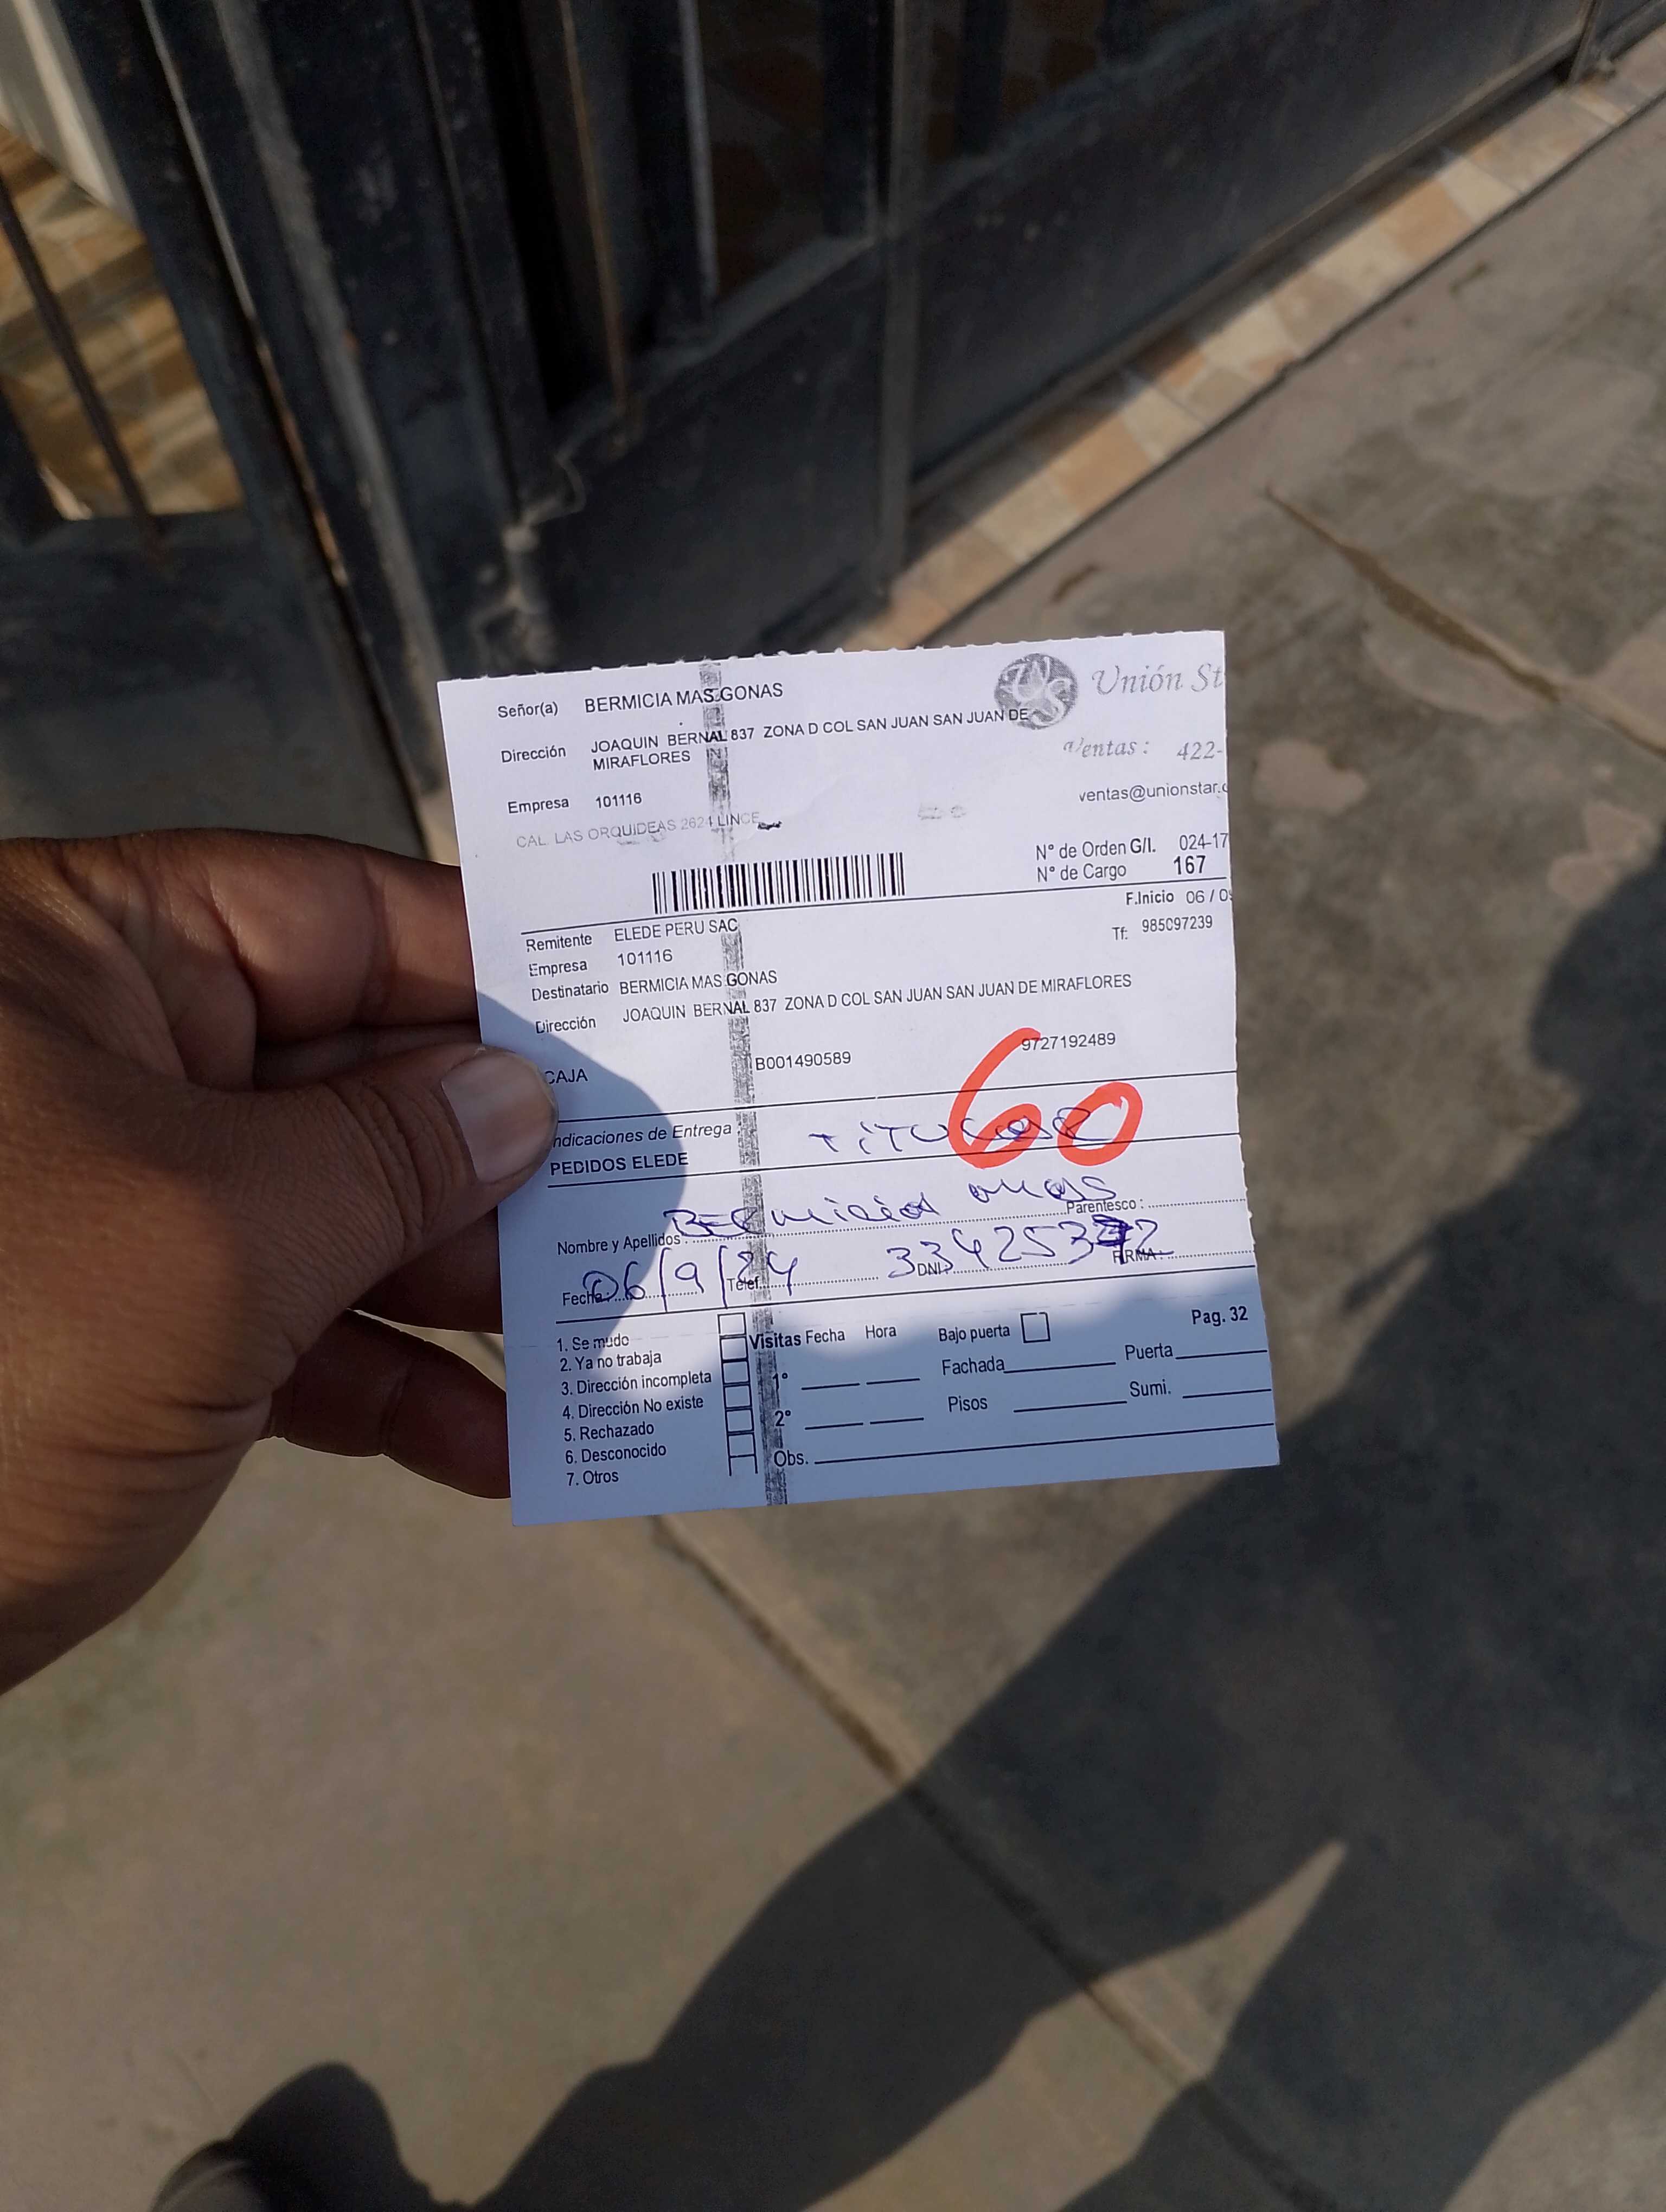 Señor(a) BERMICIA MAS GONAS
Unión St
Dirección JOAQUIN BERNAL 837 ZONA D COL SAN JUAN SAN JUAN DE
MIRAFLORES
Ventas : 422-
Empresa 101116
ventas@unionstar.c
CAL. LAS ORQUIDEAS 2624 LINCE
N° de Orden G/I. 024-17
N° de Cargo 167
F.Inicio 06 / 09
Remitente ELEDE PERU SAC
Tf: 985097239
Empresa 101116
Destinatario BERMICIA MAS GONAS
Dirección JOAQUIN BERNAL 837 ZONA D COL SAN JUAN SAN JUAN DE MIRAFLORES
CAJA B001490589 9727192489
60
Indicaciones de Entrega : TITULAR
PEDIDOS ELEDE
Nombre y Apellidos : BERMICIA MAS Parentesco :
Fecha: 06/9/24 Telef. DNI FIRMA :
1. Se mudo
2. Ya no trabaja
3. Dirección incompleta
4. Dirección No existe
5. Rechazado
6. Desconocido
7. Otros
Visitas Fecha Hora
1°
2°
Obs.
Bajo puerta
Fachada
Pisos
Pag. 32
Puerta
Sumi.